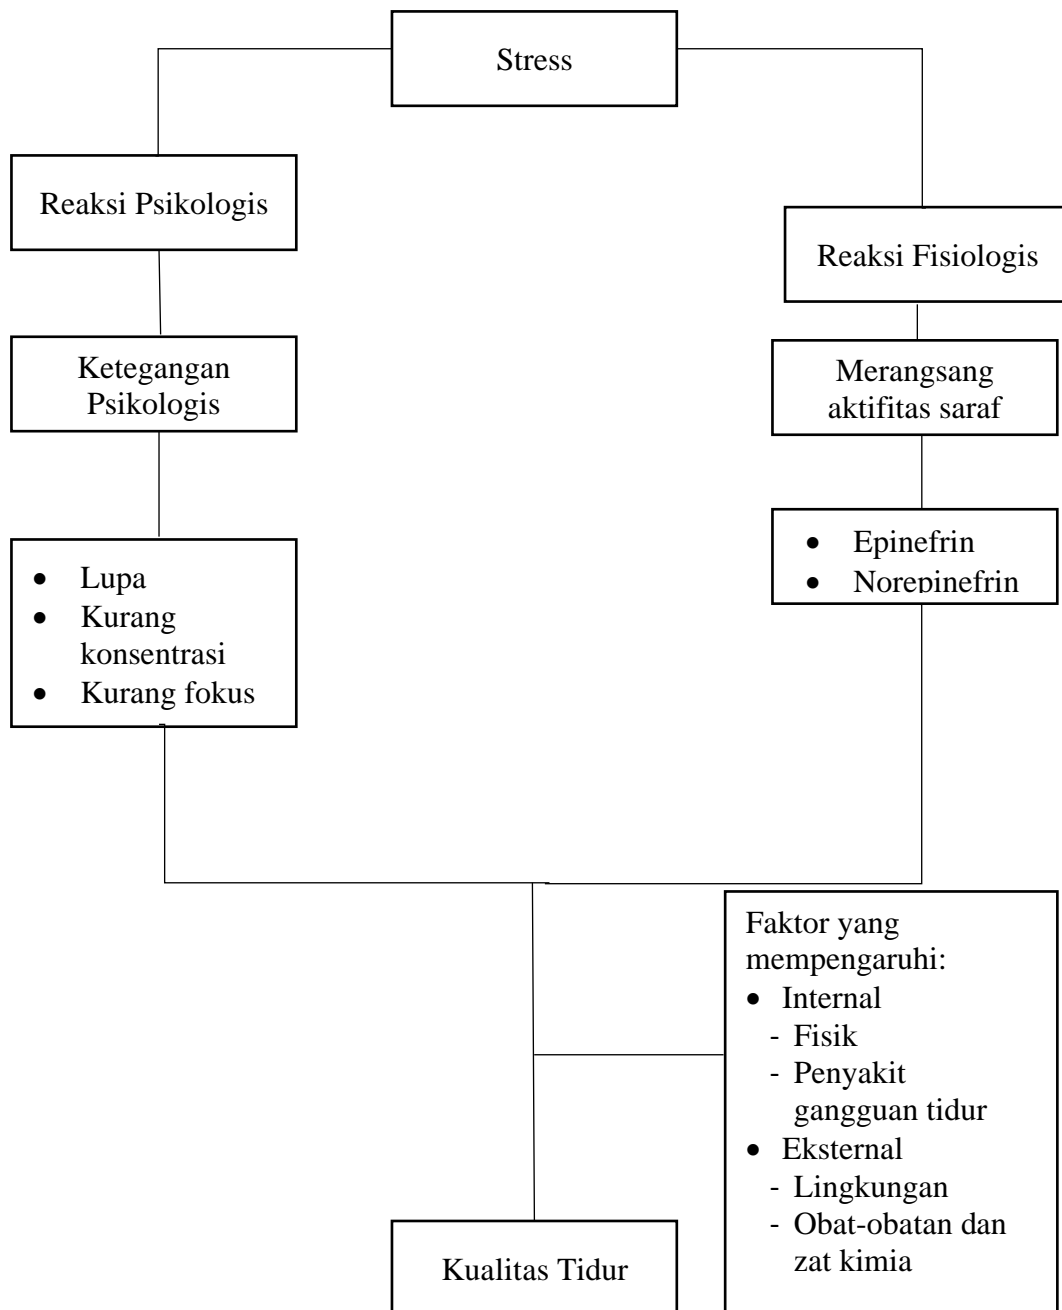 Stress
Reaksi Psikologis
Reaksi Fisiologis
Ketegangan
Psikologis
Merangsang
aktifitas saraf
• Epinefrin
• Norepinefrin
• Lupa
• Kurang
konsentrasi
• Kurang fokus
Faktor yang
mempengaruhi:
• Internal
- Fisik
- Penyakit
gangguan tidur
• Eksternal
- Lingkungan
- Obat-obatan dan
zat kimia
Kualitas Tidur